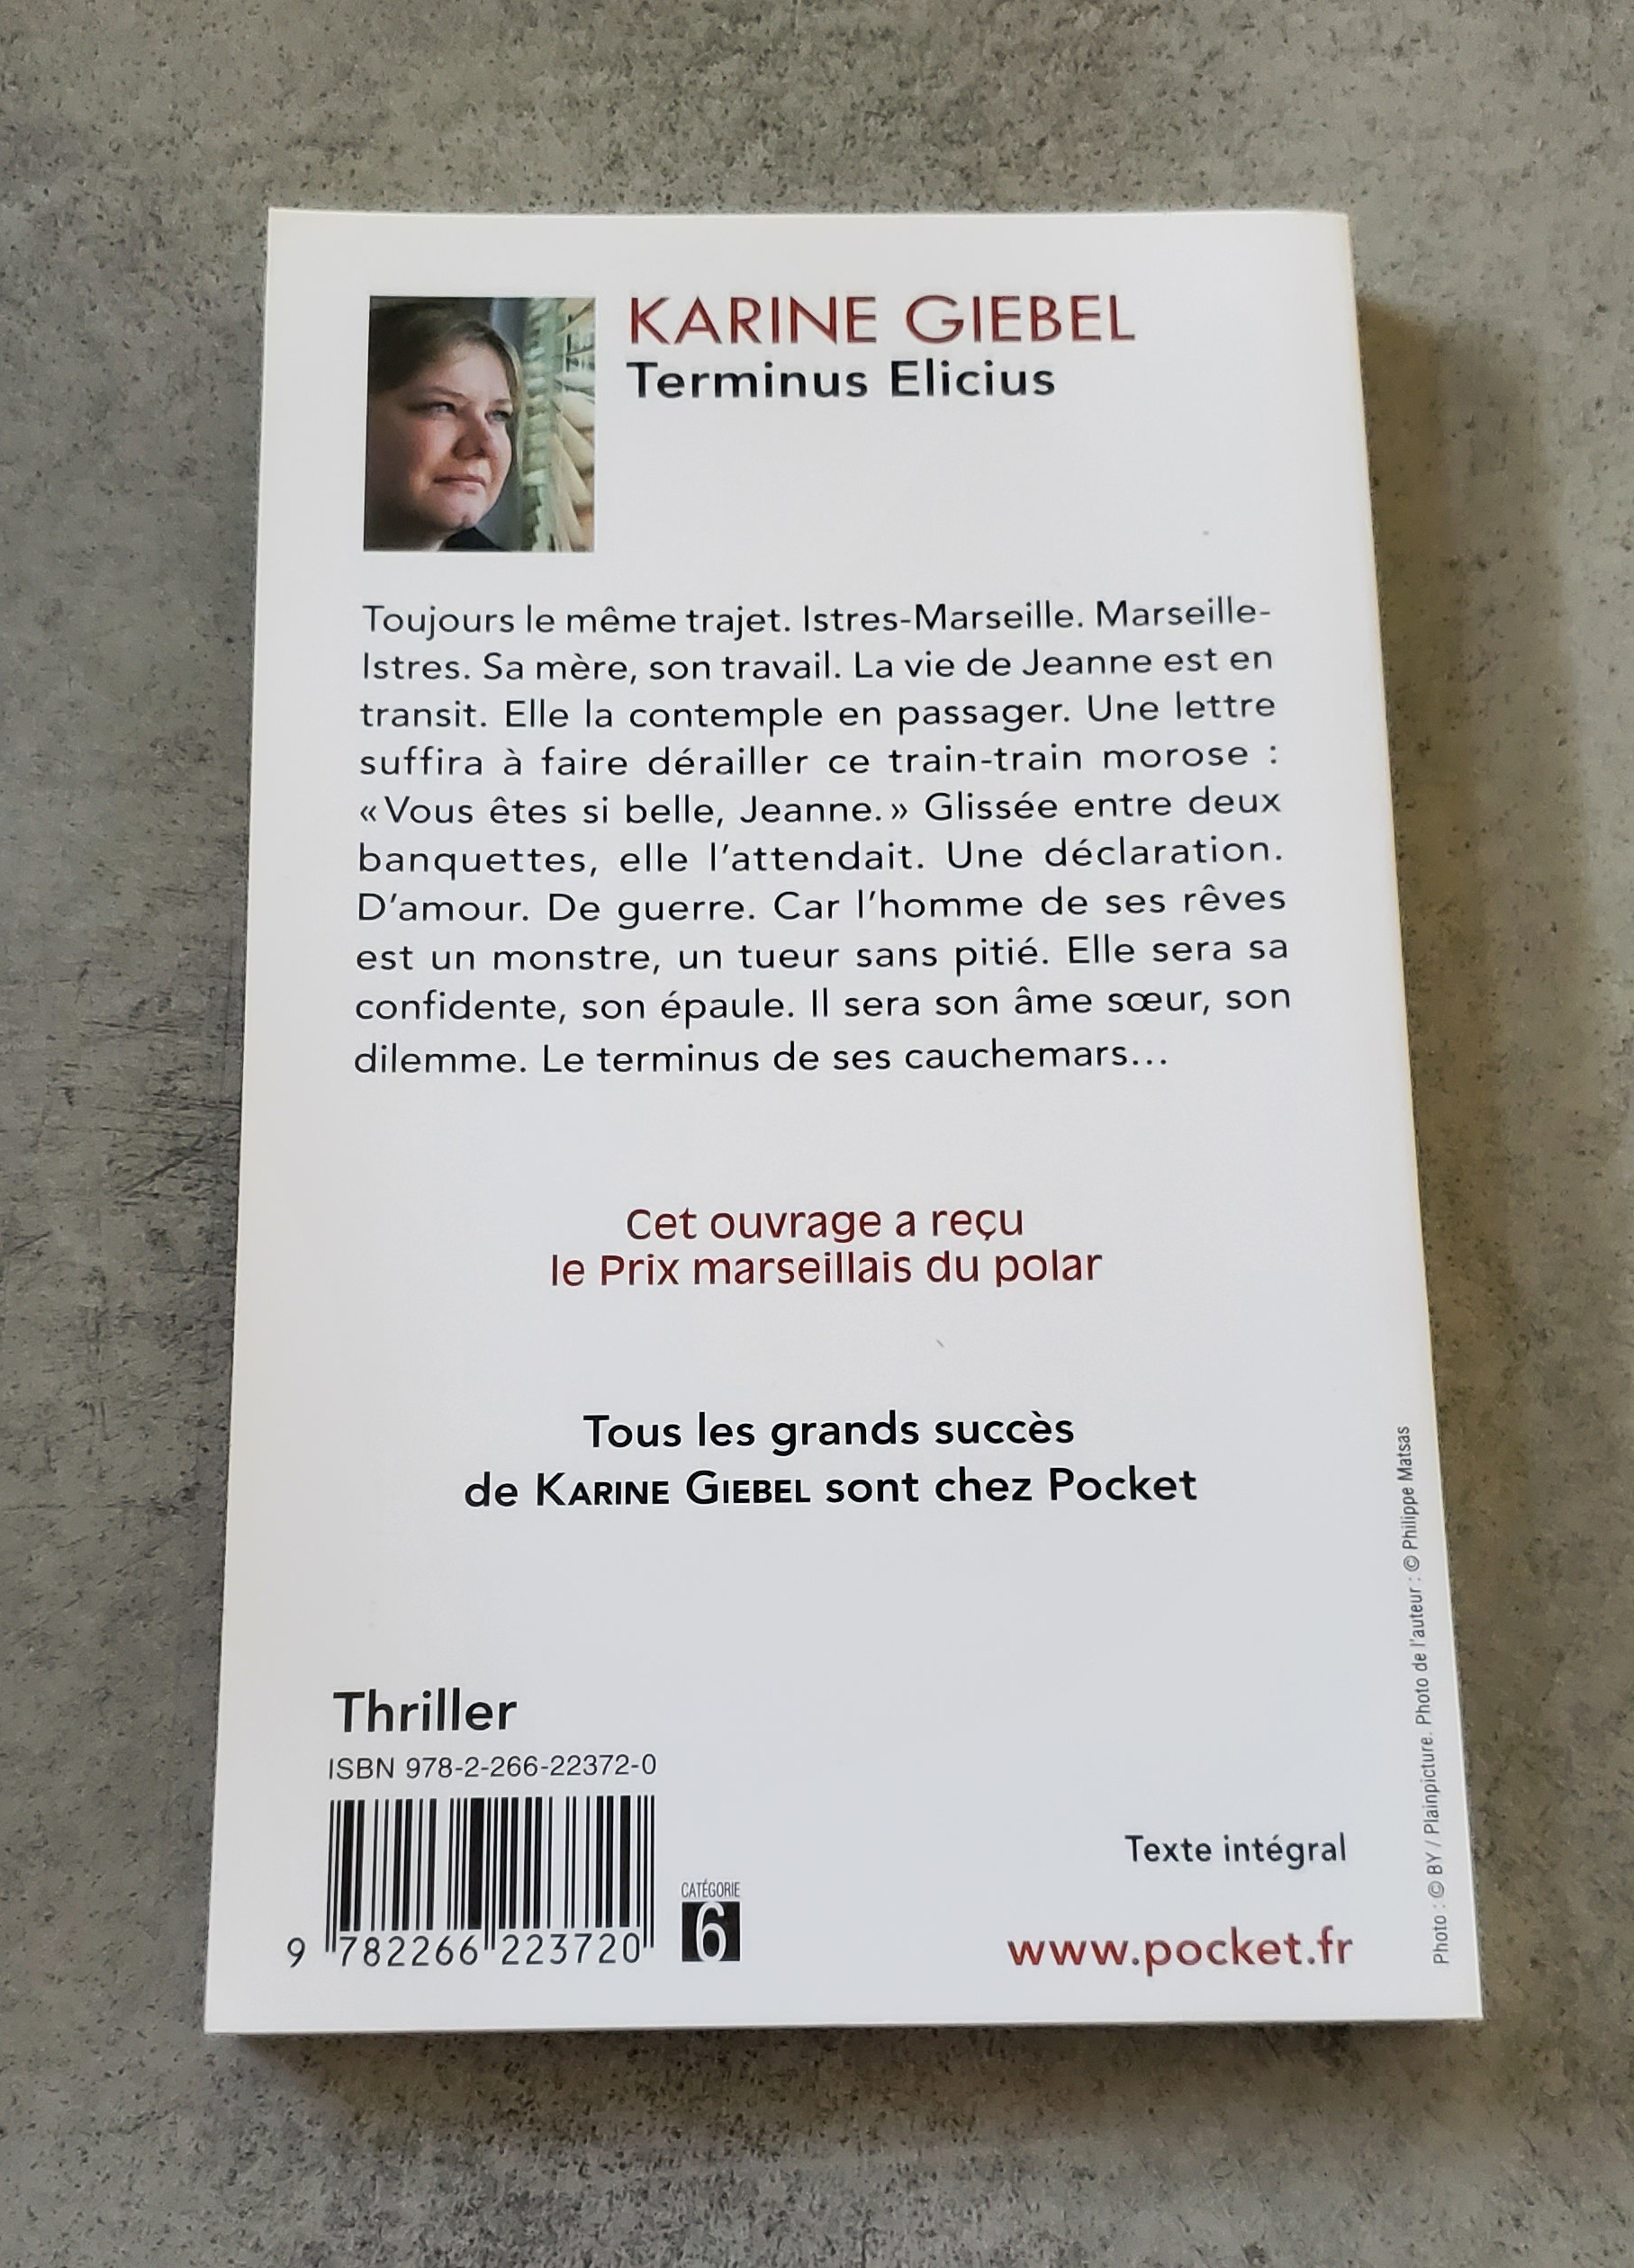 KARINE GIEBEL
Terminus Elicius
Toujours le même trajet. Istres-Marseille. Marseille-
Istres. Sa mère, son travail. La vie de Jeanne est en
transit. Elle la contemple en passager. Une lettre
suffira à faire dérailler ce train-train morose :
« Vous êtes si belle, Jeanne. » Glissée entre deux
banquettes, elle l'attendait. Une déclaration.
D'amour. De guerre. Car l'homme de ses rêves
est un monstre, un tueur sans pitié. Elle sera sa
confidente, son épaule. Il sera son âme sœur, son
dilemme. Le terminus de ses cauchemars...
Cet ouvrage a reçu
le Prix marseillais du polar
Tous les grands succès
de KARINE GIEBEL sont chez Pocket
Thriller
ISBN 978-2-266-22372-0
9 782266 223720
CATÉGORIE
6
Texte intégral
www.pocket.fr
Photo : © BY / Plainpicture. Photo de l'auteur : © Philippe Matsas